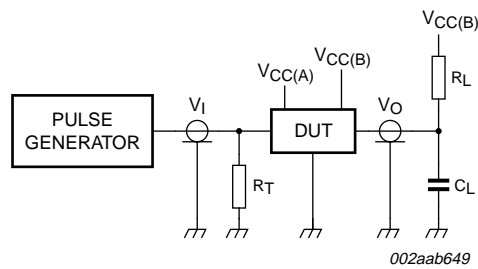 VCC(B)
VCC(A)
VCC(B)
RL
VI
VO
PULSE
GENERATOR
DUT
RT
CL
002aab649